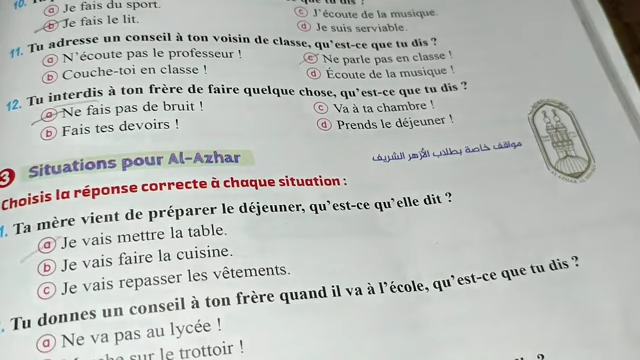 10.
ⓐ Je fais du sport.
ⓑ Je fais le lit.
ⓒ J'écoute de la musique.
ⓓ Je suis serviable.
11. Tu adresse un conseil à ton voisin de classe, qu'est-ce que tu dis ?
ⓐ N'écoute pas le professeur !
ⓑ Couche-toi en classe !
ⓒ Ne parle pas en classe !
ⓓ Écoute de la musique !
12. Tu interdis à ton frère de faire quelque chose, qu'est-ce que tu dis ?
ⓐ Ne fais pas de bruit !
ⓑ Fais tes devoirs !
ⓒ Va à ta chambre !
ⓓ Prends le déjeuner !
3 Situations pour Al-Azhar
مواقف خاصة بطلاب الأزهر الشريف
Choisis la réponse correcte à chaque situation :
1. Ta mère vient de préparer le déjeuner, qu'est-ce qu'elle dit ?
ⓐ Je vais mettre la table.
ⓑ Je vais faire la cuisine.
ⓒ Je vais repasser les vêtements.
. Tu donnes un conseil à ton frère quand il va à l'école, qu'est-ce que tu dis ?
ⓐ Ne va pas au lycée !
sur le trottoir !